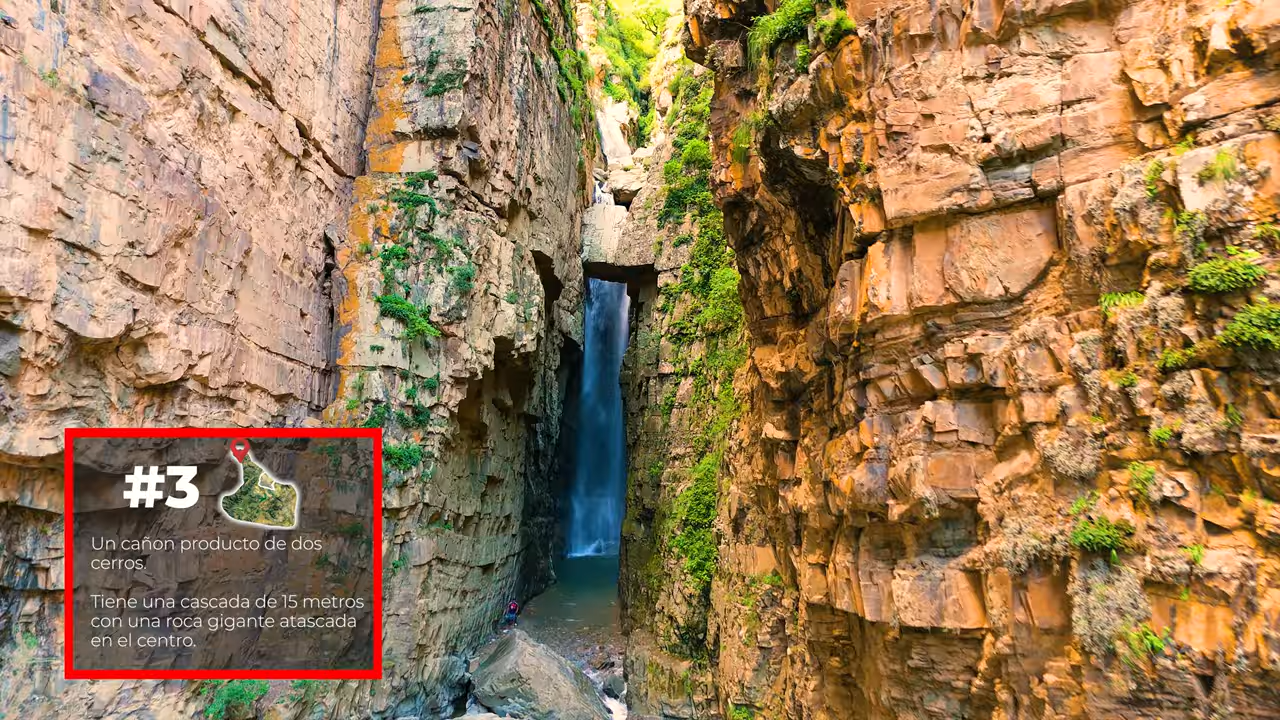 #3
Un cañon producto de dos
cerros.
Tiene una cascada de 15 metros
con una roca gigante atascada
en el centro.